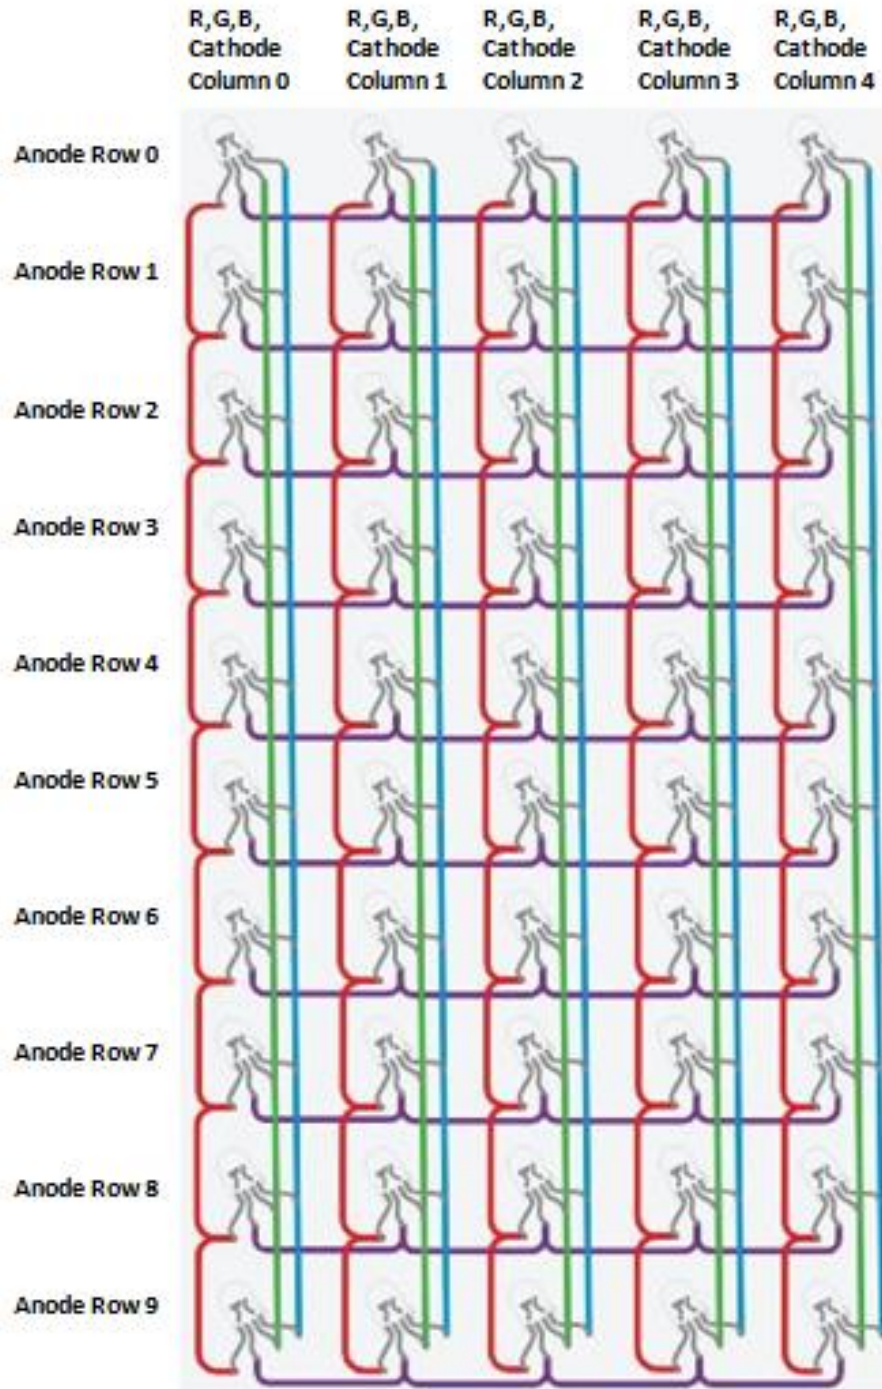 R,G,B,
Cathode
Column 0
R,G,B,
Cathode
Column 1
R,G,B,
Cathode
Column 2
R,G,B,
Cathode
Column 3
R,G,B,
Cathode
Column 4
Anode Row 0
Anode Row 1
Anode Row 2
Anode Row 3
Anode Row 4
Anode Row 5
Anode Row 6
Anode Row 7
Anode Row 8
Anode Row 9